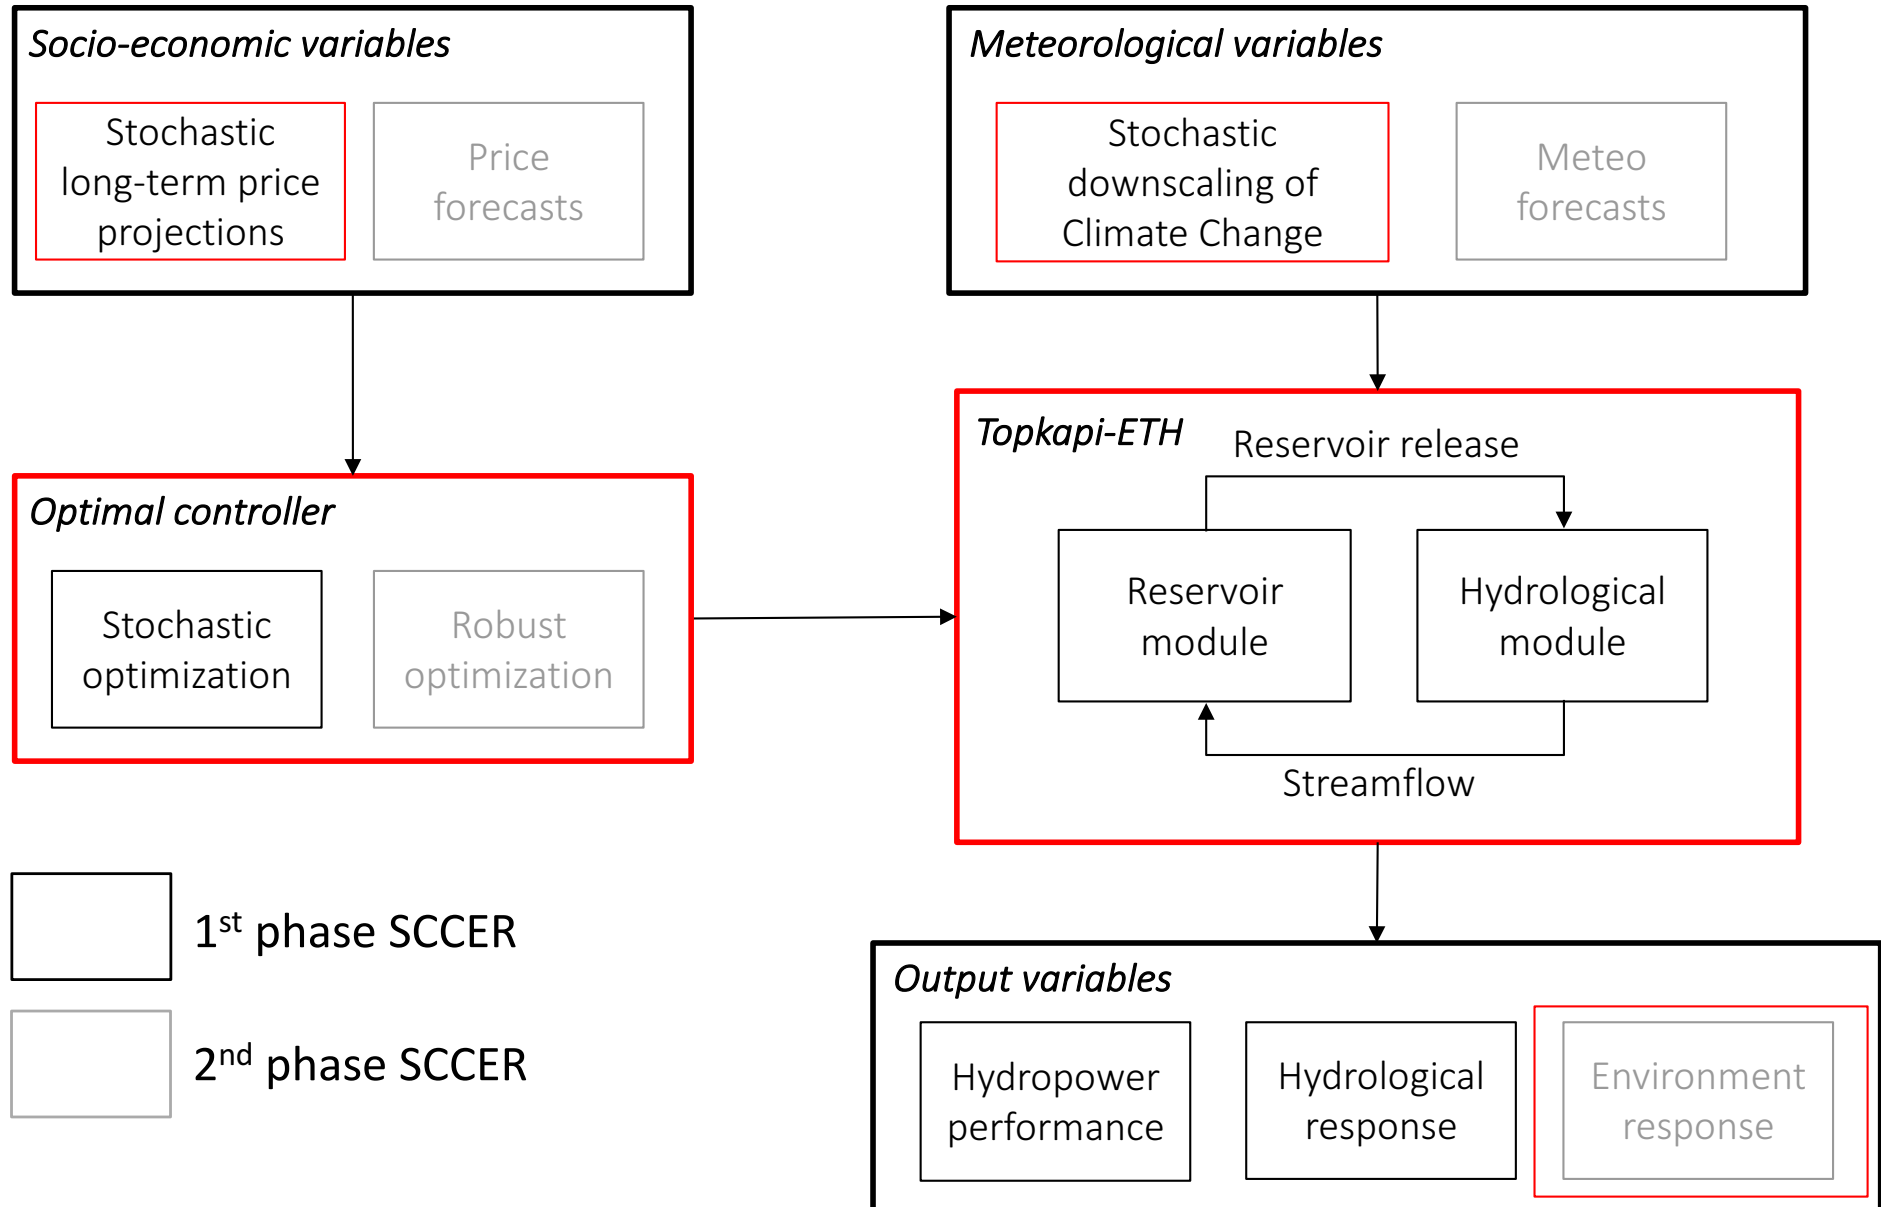 Socio-economic variables
Stochastic
long-term price
projections
Price
forecasts
Meteorological variables
Stochastic
downscaling of
Climate Change
Meteo
forecasts
Optimal controller
Stochastic
optimization
Robust
optimization
Topkapi-ETH
Reservoir release
Reservoir
module
Hydrological
module
Streamflow
1st phase SCCER
2nd phase SCCER
Output variables
Hydropower
performance
Hydrological
response
Environment
response